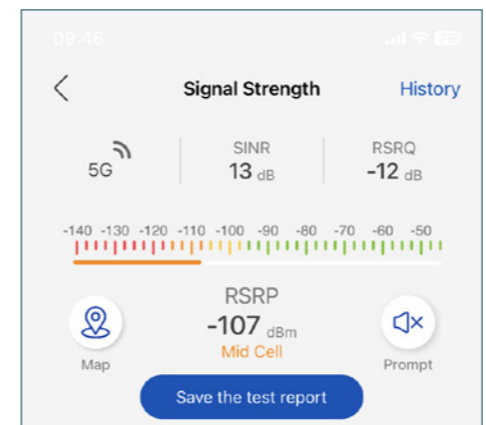 09:46
76
Signal Strength
History
5G
SINR
13 dB
RSRQ
-12 dB
-140 -130 -120 -110 -100 -90 -80 -70 -60 -50
RSRP
-107 dBm
Mid Cell
Map
Prompt
Save the test report